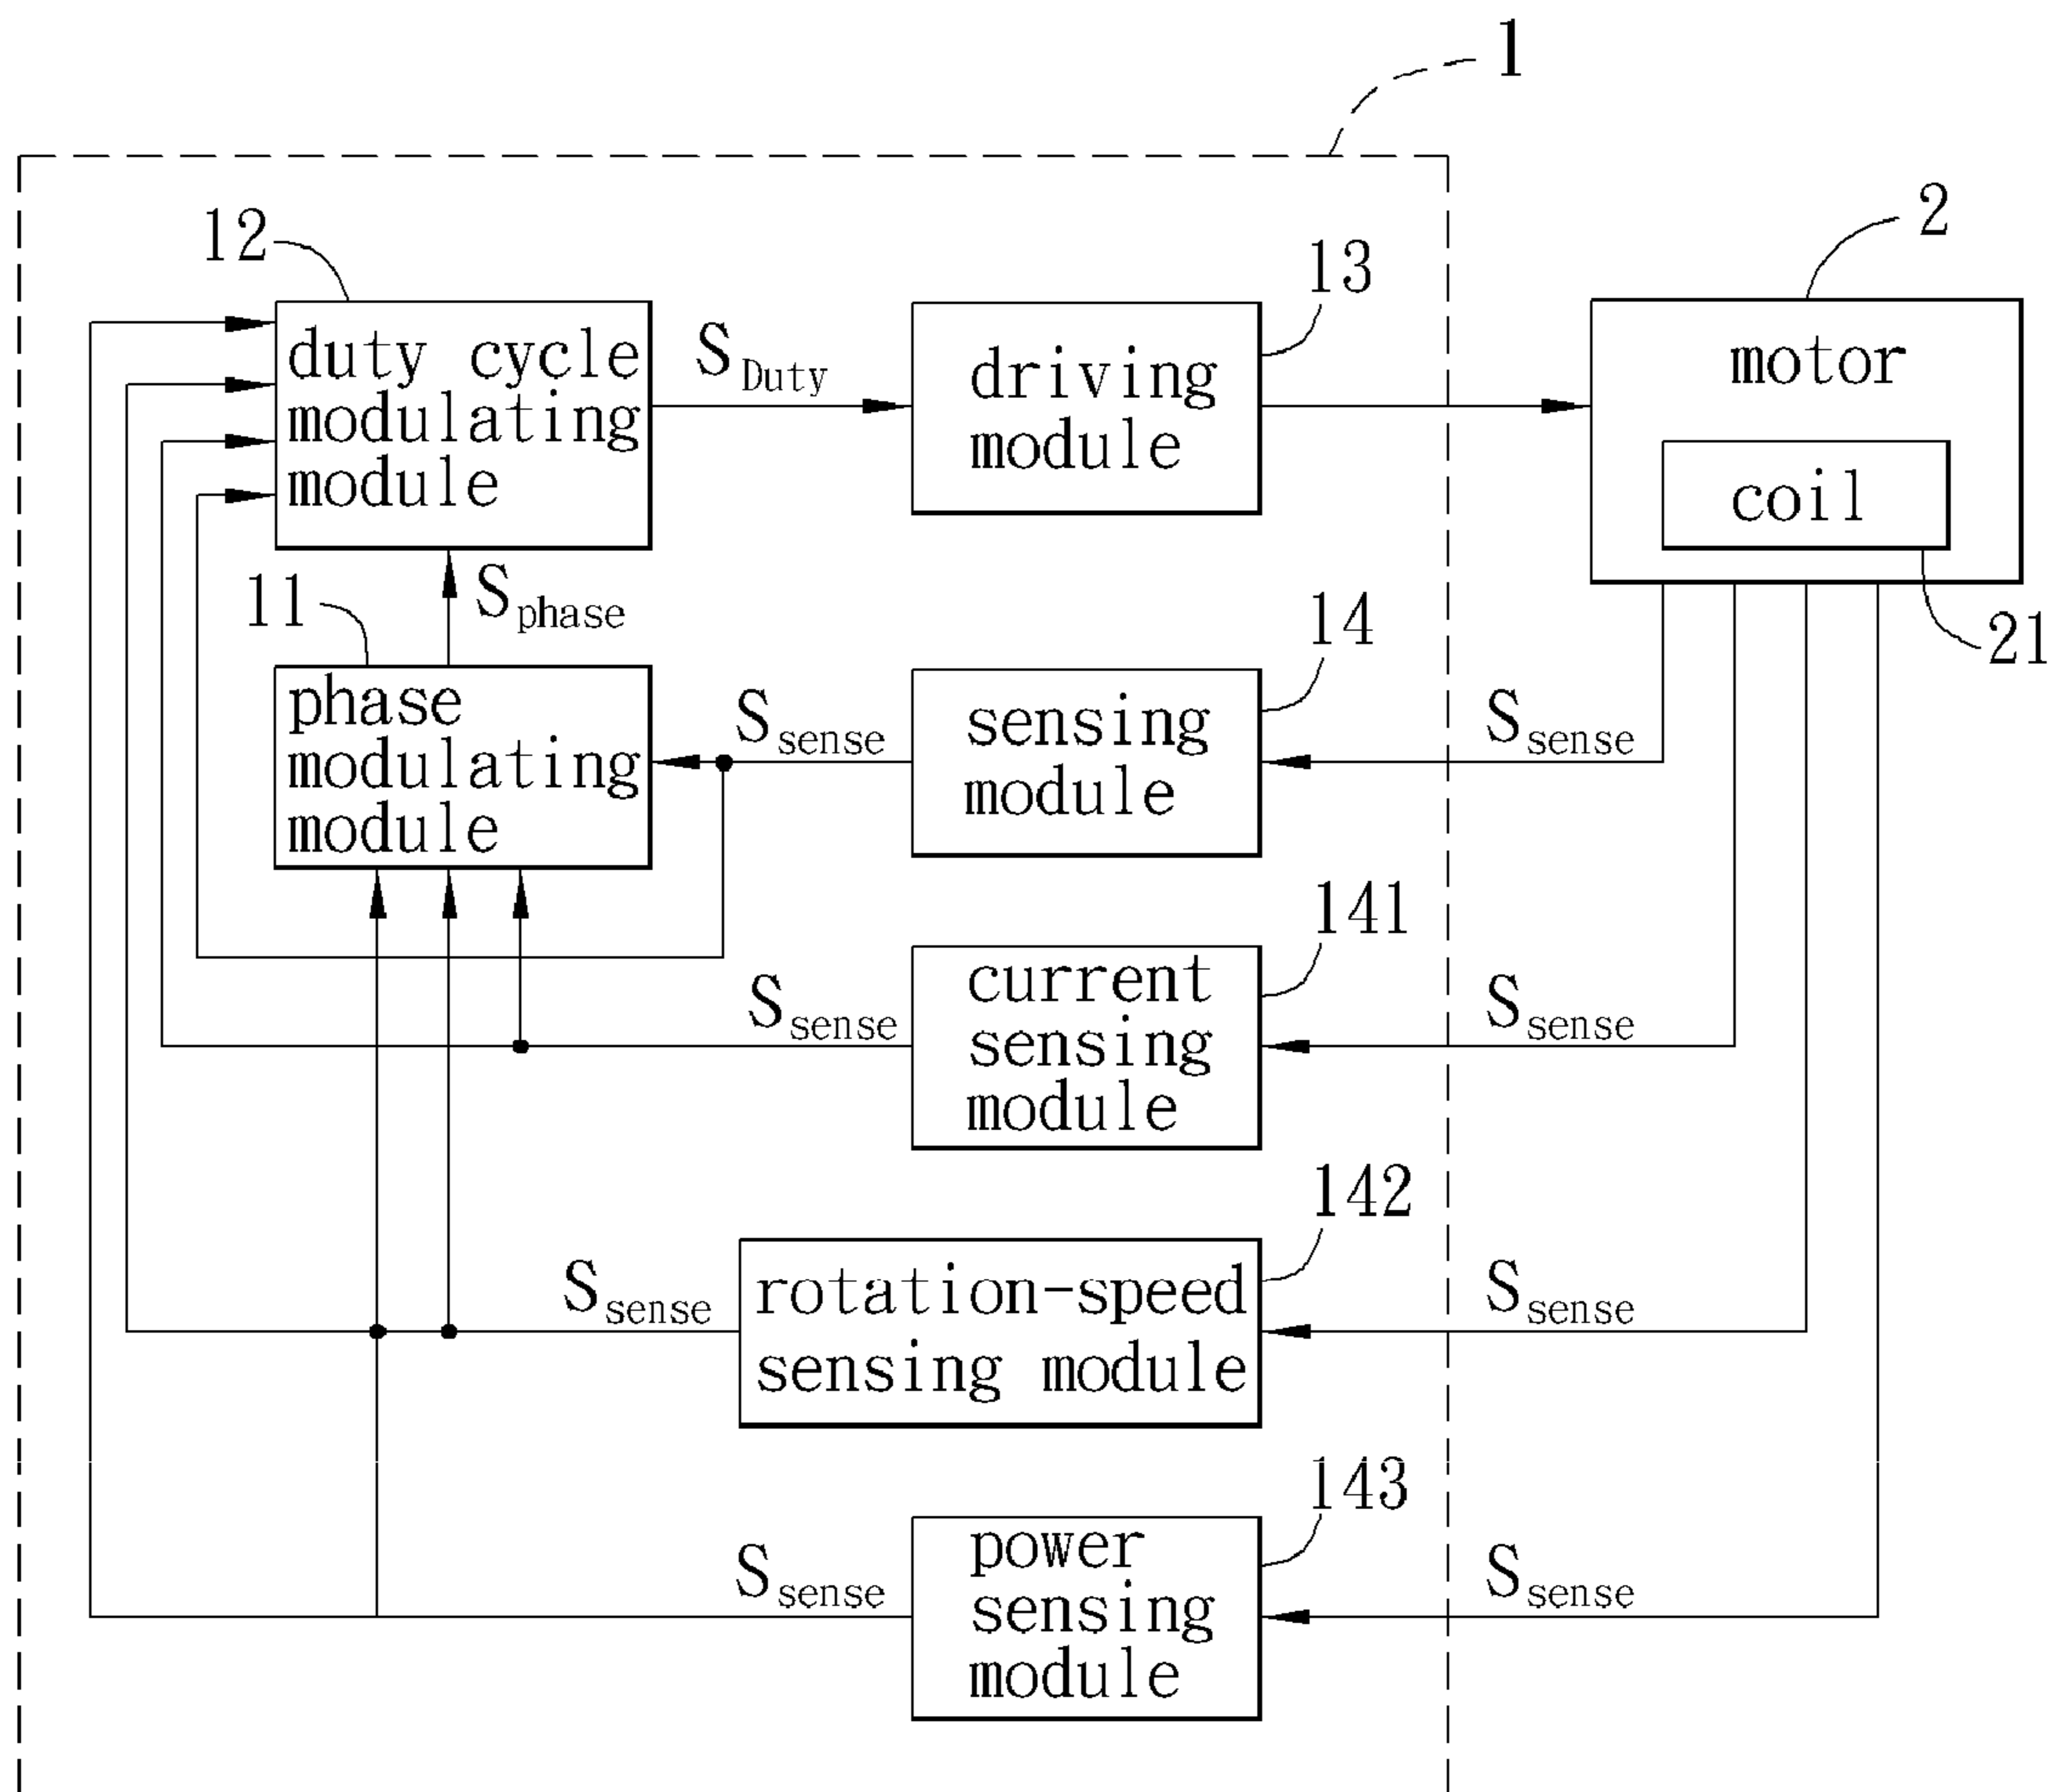 1
12
duty cycle
modulating
module
S_Duty
13
driving
module
2
motor
coil
21
S_phase
11
phase
modulating
module
S_sense
14
sensing
module
S_sense
S_sense
141
current
sensing
module
S_sense
S_sense
142
rotation-speed
sensing module
S_sense
S_sense
143
power
sensing
module
S_sense